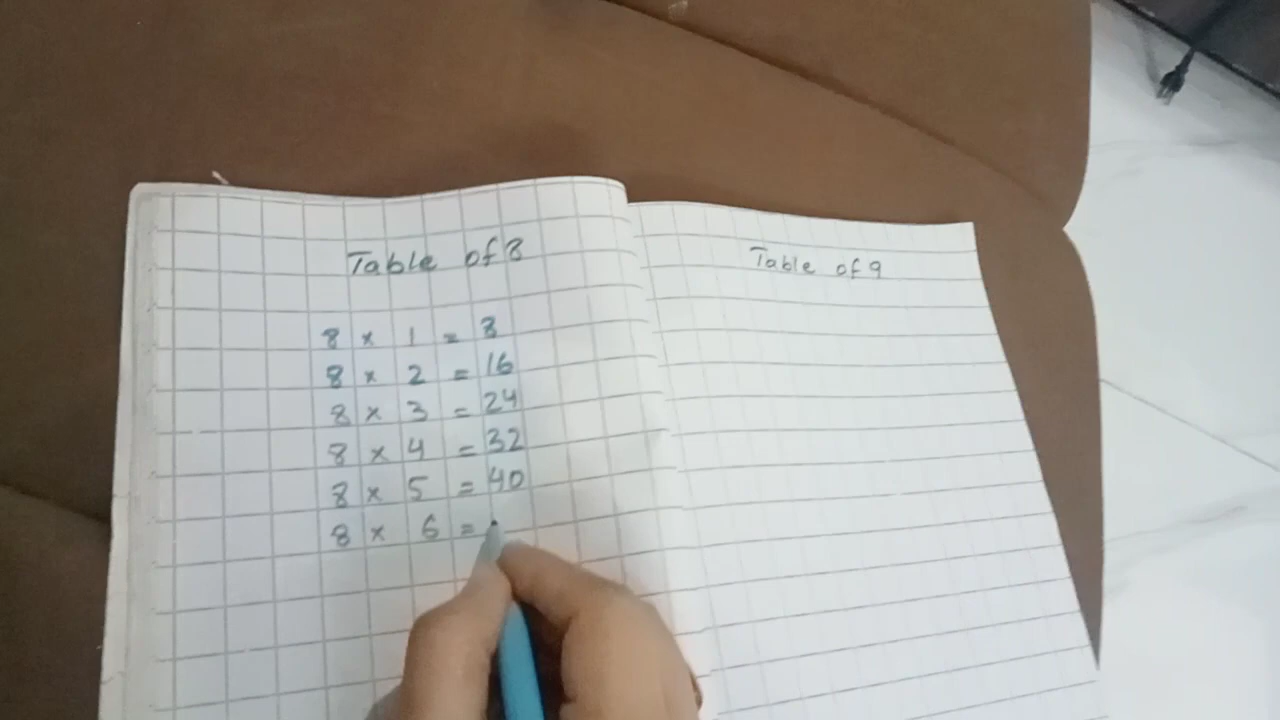 Table of 8
8 × 1 = 8
8 × 2 = 16
8 × 3 = 24
8 × 4 = 32
8 × 5 = 40
8 × 6 =
Table of 9